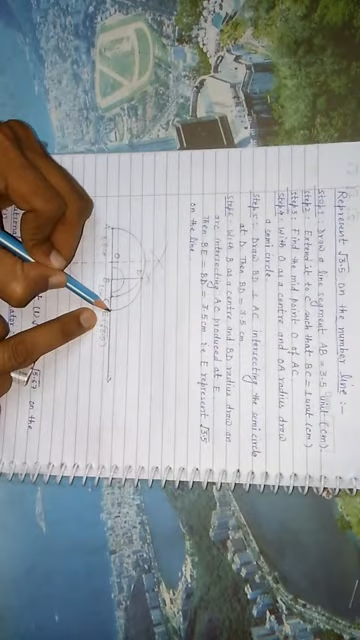 Represent √3.5 on the number line :-
Step 1: Draw a line segment AB = 3.5 unit (cm)
Step 2: Extend it to C such that BC = 1 unit (cm)
Step 3: Find the mid point O of AC
Step 4: With O as a centre and OA radius draw
a semi circle.
Step 5: Draw BD ⊥ AC intersecting the semi circle
at D. Then BD = √3.5 cm
Step 6: With B as a centre and BD radius draw an
arc intersecting AC produced at E.
Then BE = BD = √3.5 cm i.e E represent √3.5
on the line
on the